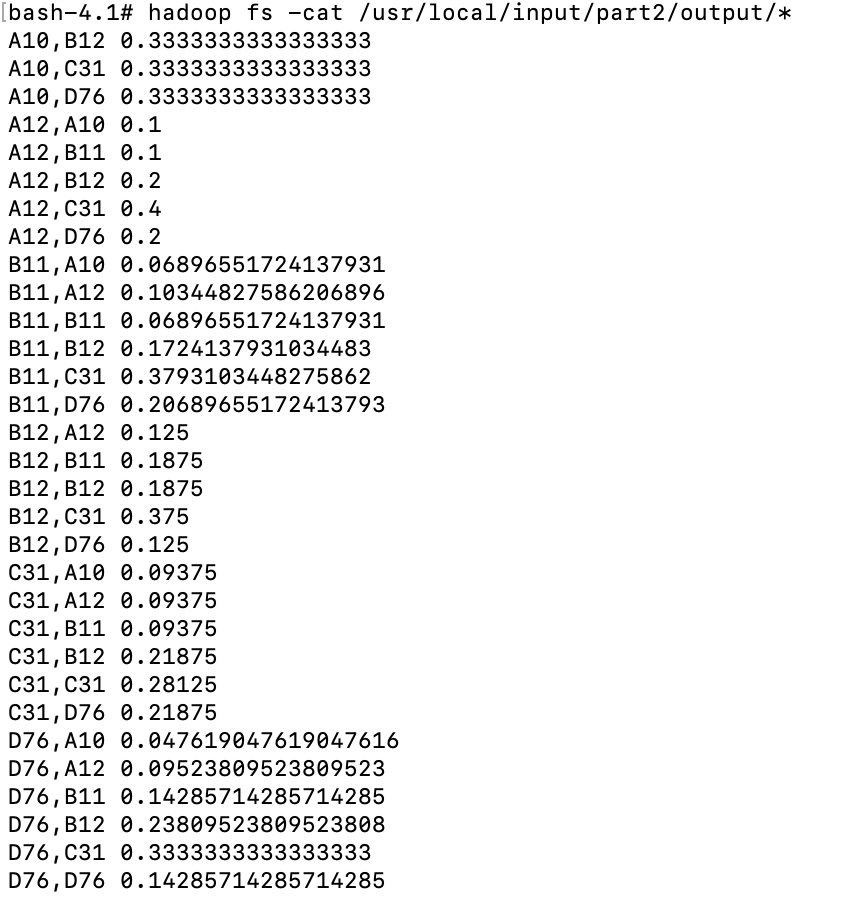 [bash-4.1# hadoop fs -cat /usr/local/input/part2/output/*
A10,B12 0.3333333333333333
A10,C31 0.3333333333333333
A10,D76 0.3333333333333333
A12,A10 0.1
A12,B11 0.1
A12,B12 0.2
A12,C31 0.4
A12,D76 0.2
B11,A10 0.06896551724137931
B11,A12 0.10344827586206896
B11,B11 0.06896551724137931
B11,B12 0.1724137931034483
B11,C31 0.3793103448275862
B11,D76 0.20689655172413793
B12,A12 0.125
B12,B11 0.1875
B12,B12 0.1875
B12,C31 0.375
B12,D76 0.125
C31,A10 0.09375
C31,A12 0.09375
C31,B11 0.09375
C31,B12 0.21875
C31,C31 0.28125
C31,D76 0.21875
D76,A10 0.047619047619047616
D76,A12 0.09523809523809523
D76,B11 0.14285714285714285
D76,B12 0.23809523809523808
D76,C31 0.3333333333333333
D76,D76 0.14285714285714285